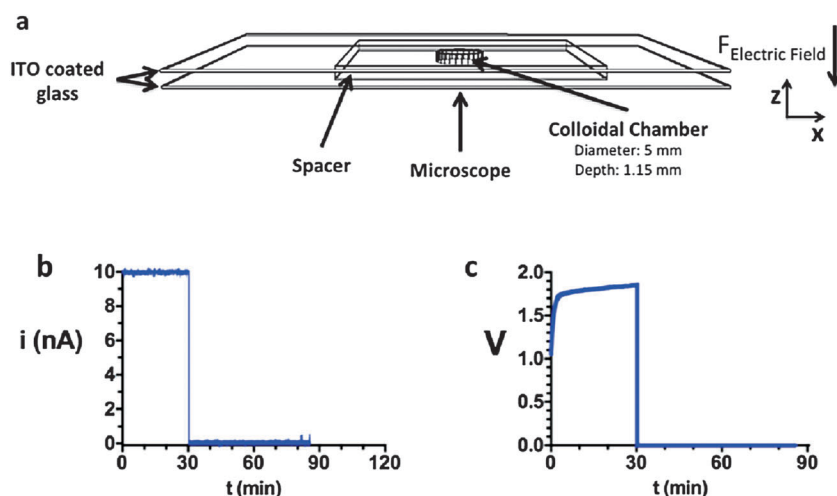 a
ITO coated
glass
F Electric Field
Z
X
Spacer
Microscope
Colloidal Chamber
Diameter: 5 mm
Depth: 1.15 mm
b
i (nA)
10
8
6
4
2
0
0 30 60 90 120
t (min)
c
V
2.0
1.5
1.0
0.5
0.0
0 30 60 90
t (min)